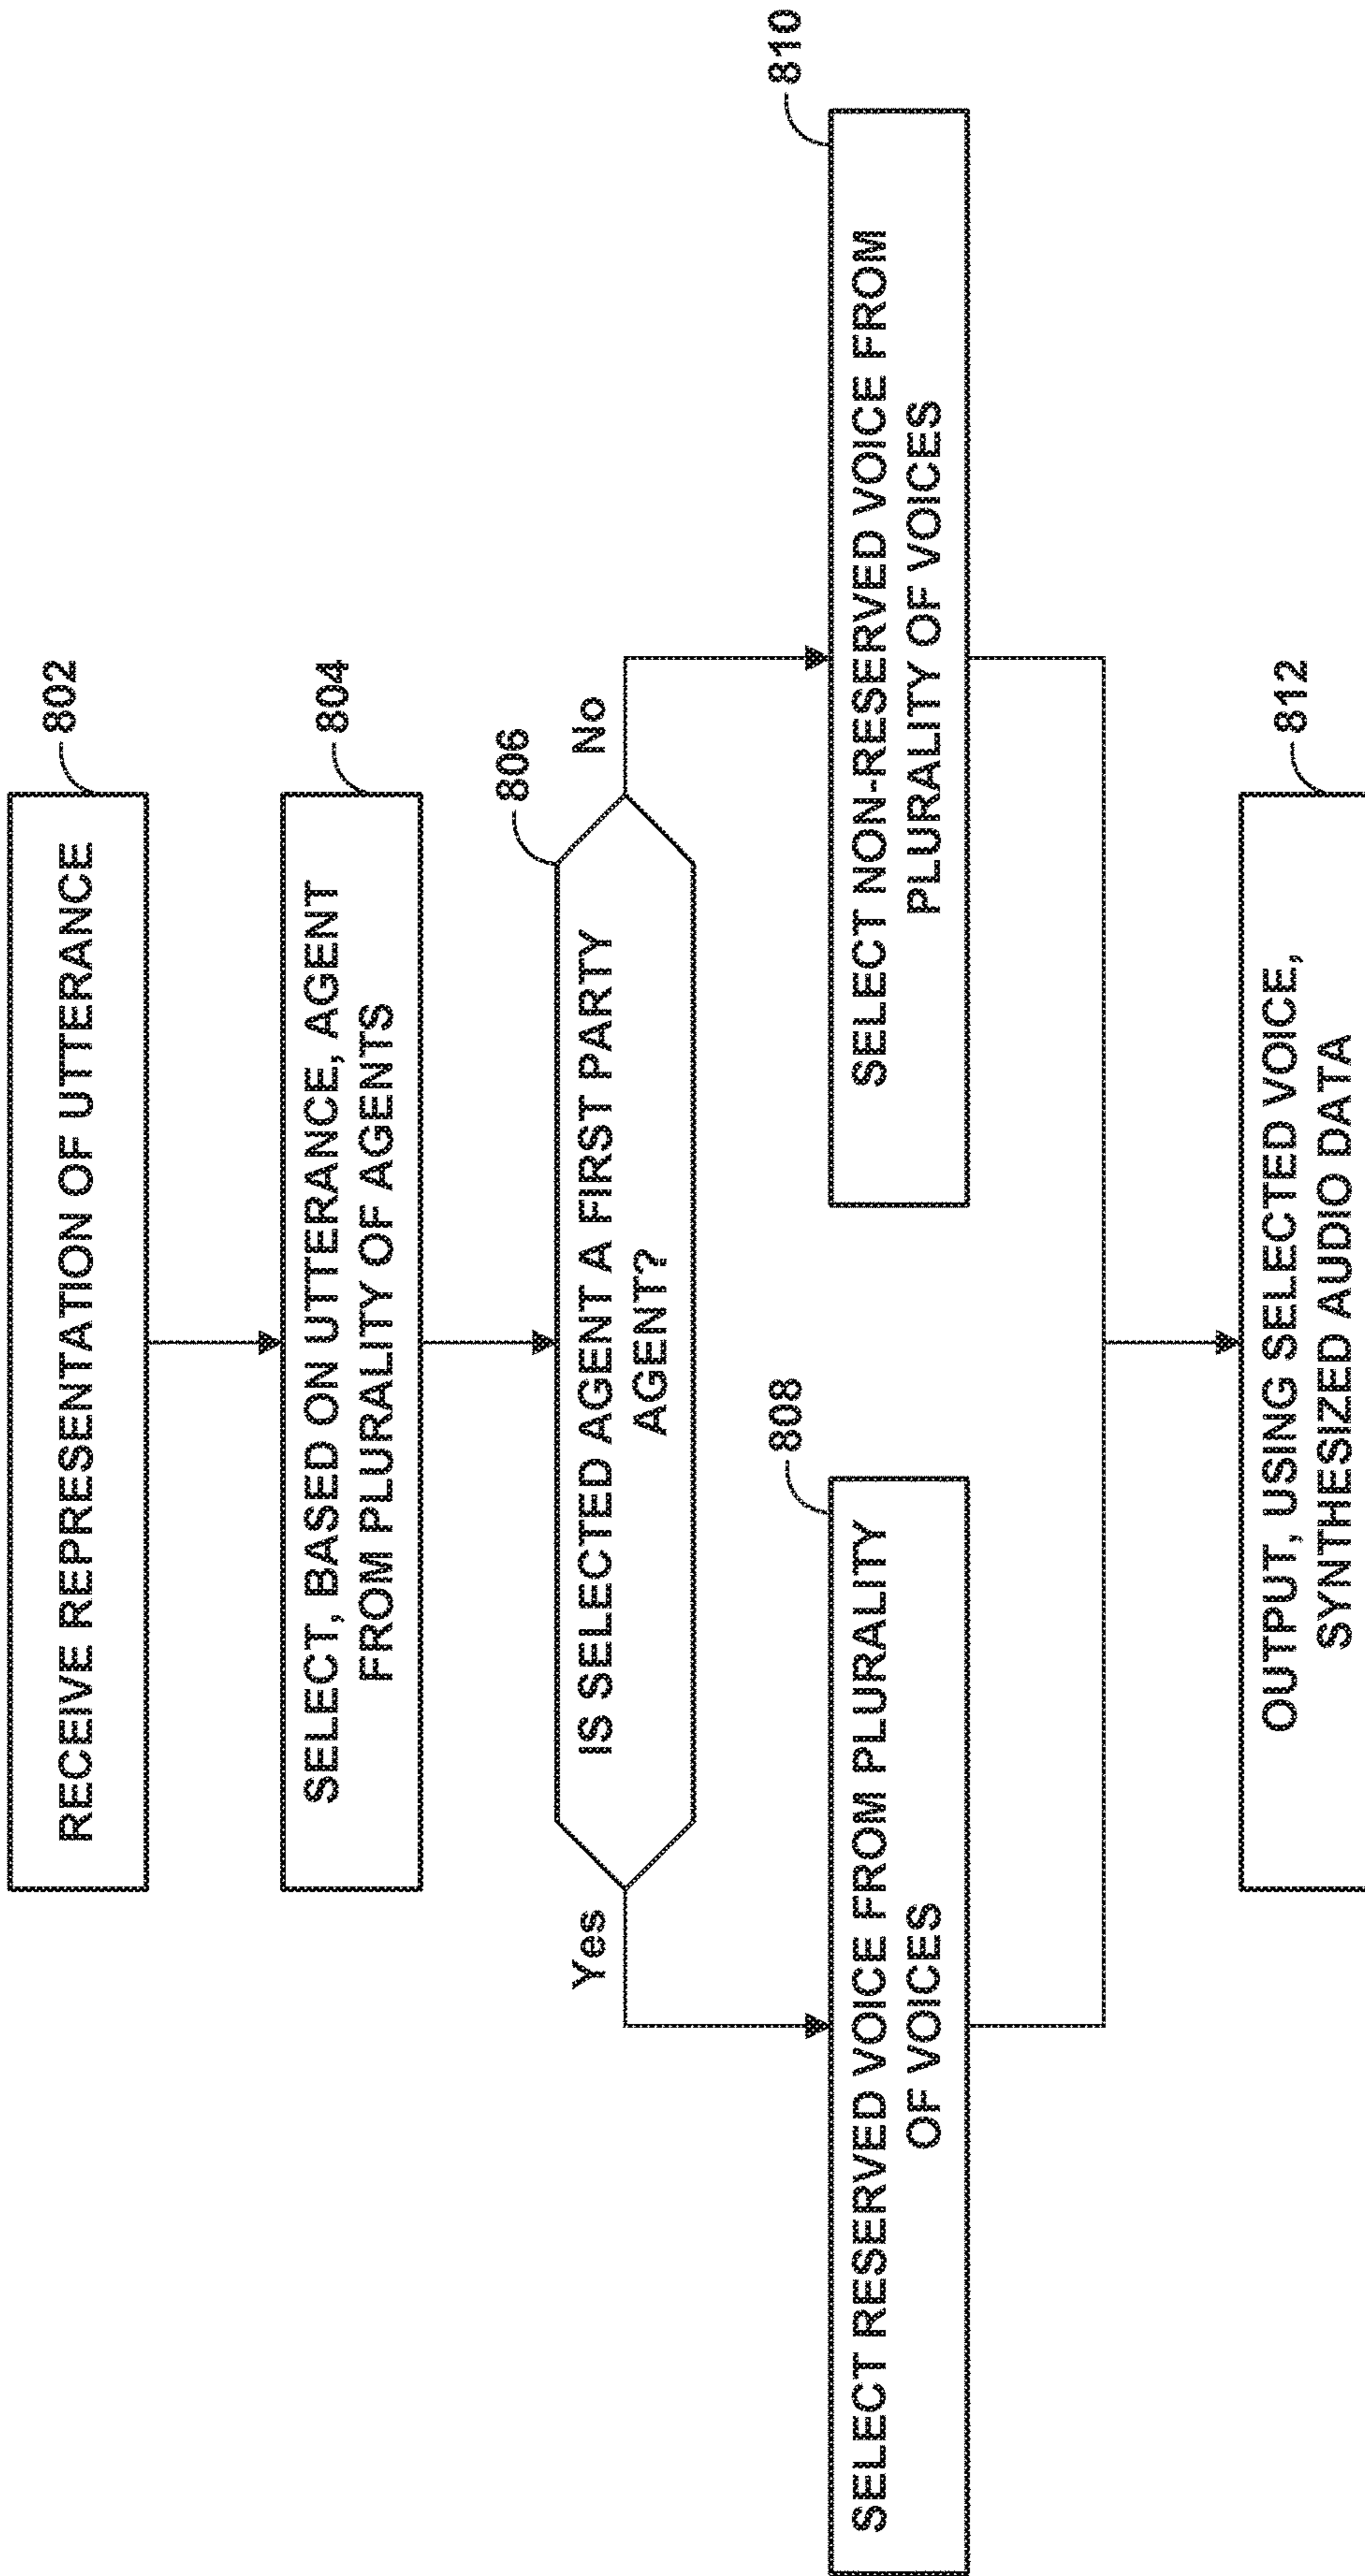 RECEIVE REPRESENTATION OF UTTERANCE
802
SELECT, BASED ON UTTERANCE, AGENT
FROM PLURALITY OF AGENTS
804
IS SELECTED AGENT A FIRST PARTY
AGENT?
806
Yes
No
SELECT RESERVED VOICE FROM PLURALITY
OF VOICES
808
SELECT NON-RESERVED VOICE FROM
PLURALITY OF VOICES
810
OUTPUT, USING SELECTED VOICE,
SYNTHESIZED AUDIO DATA
812